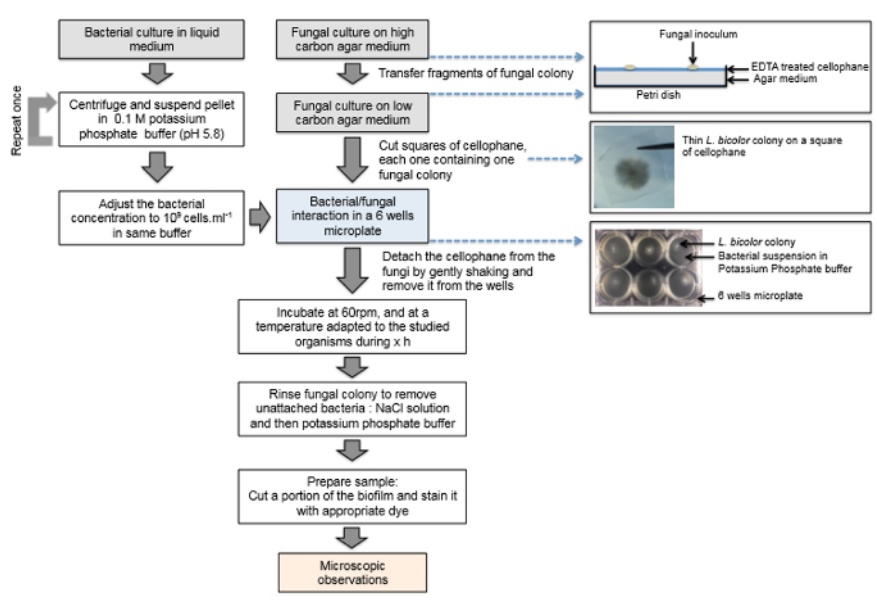 Bacterial culture in liquid
medium
Repeat once
Centrifuge and suspend pellet
in 0.1 M potassium
phosphate buffer (pH 5.8)
Adjust the bacterial
concentration to 10⁹ cells.ml⁻¹
in same buffer
Fungal culture on high
carbon agar medium
Transfer fragments of fungal colony
Fungal culture on low
carbon agar medium
Cut squares of cellophane,
each one containing one
fungal colony
Bacterial/fungal
interaction in a 6 wells
microplate
Detach the cellophane from the
fungi by gently shaking and
remove it from the wells
Incubate at 60rpm, and at a
temperature adapted to the studied
organisms during x h
Rinse fungal colony to remove
unattached bacteria : NaCl solution
and then potassium phosphate buffer
Prepare sample:
Cut a portion of the biofilm and stain it
with appropriate dye
Microscopic
observations
Fungal inoculum
EDTA treated cellophane
Agar medium
Petri dish
Thin L. bicolor colony on a square
of cellophane
L. bicolor colony
Bacterial suspension in
Potassium Phosphate buffer
6 wells microplate